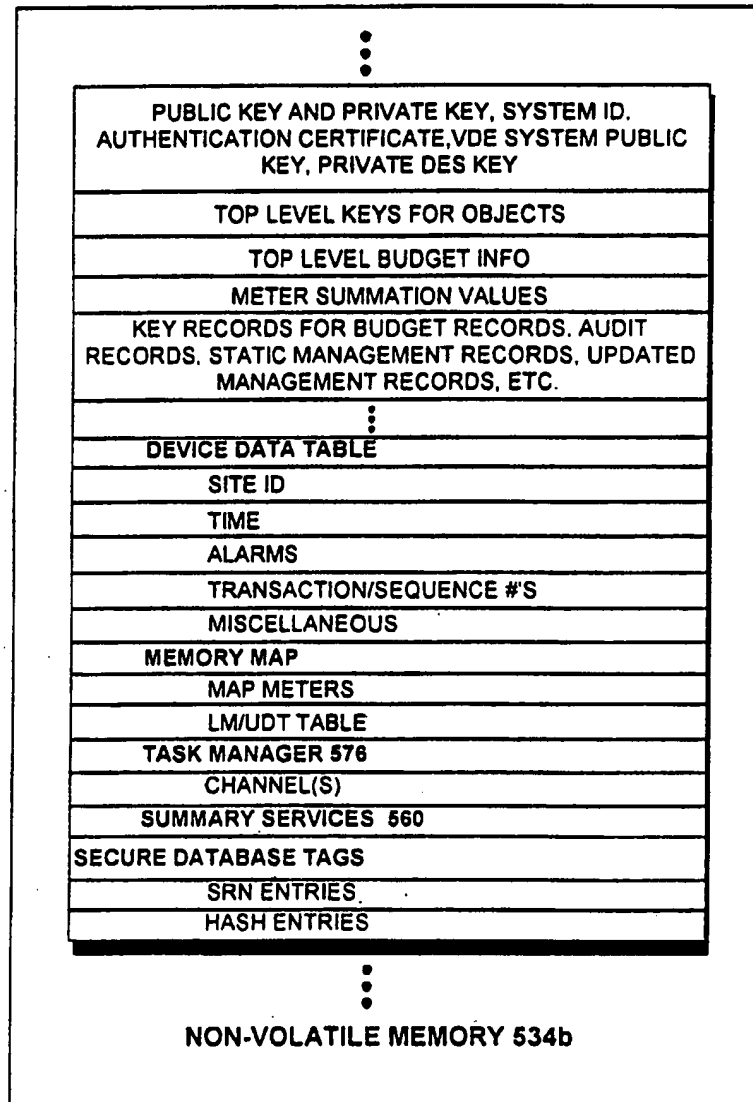 PUBLIC KEY AND PRIVATE KEY, SYSTEM ID.
AUTHENTICATION CERTIFICATE,VDE SYSTEM PUBLIC
KEY, PRIVATE DES KEY
TOP LEVEL KEYS FOR OBJECTS
TOP LEVEL BUDGET INFO
METER SUMMATION VALUES
KEY RECORDS FOR BUDGET RECORDS. AUDIT
RECORDS. STATIC MANAGEMENT RECORDS, UPDATED
MANAGEMENT RECORDS, ETC.
DEVICE DATA TABLE
SITE ID
TIME
ALARMS
TRANSACTION/SEQUENCE #'S
MISCELLANEOUS
MEMORY MAP
MAP METERS
LM/UDT TABLE
TASK MANAGER 576
CHANNEL(S)
SUMMARY SERVICES 560
SECURE DATABASE TAGS
SRN ENTRIES
HASH ENTRIES
NON-VOLATILE MEMORY 534b